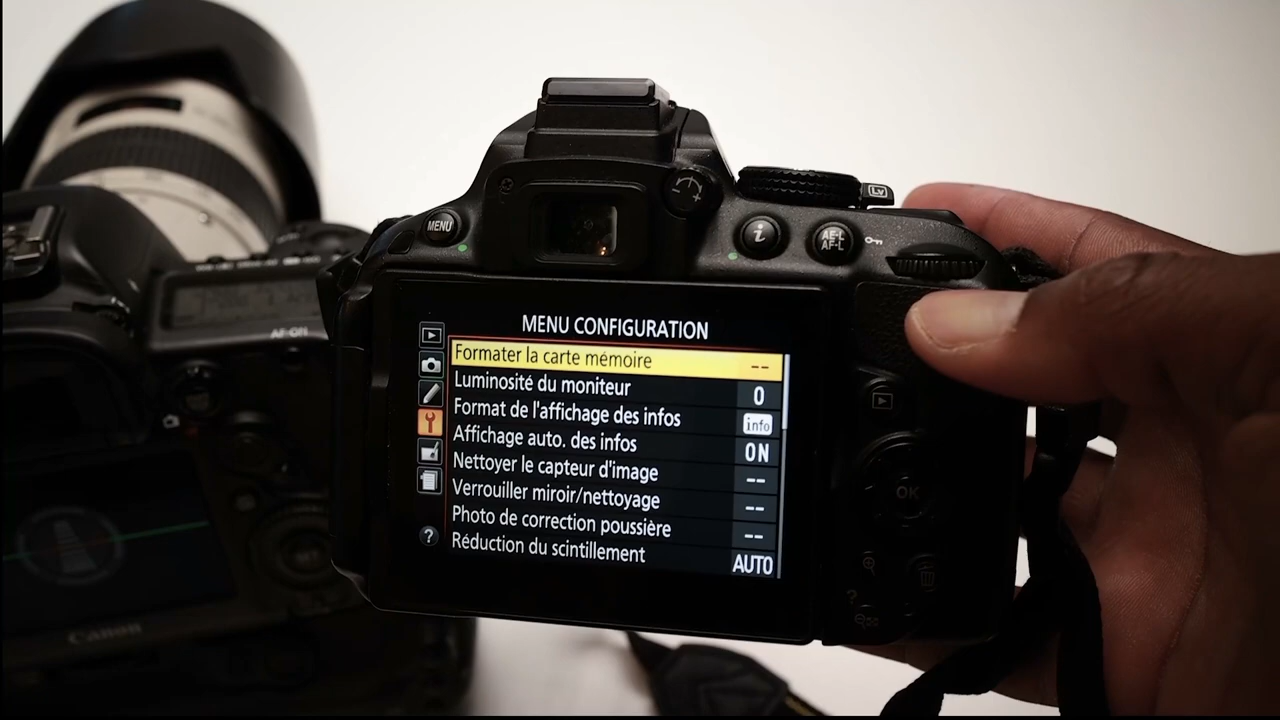 MENU
i
AE-L
AF-L
Lv
MENU CONFIGURATION
Formater la carte mémoire --
Luminosité du moniteur 0
Format de l'affichage des infos info
Affichage auto. des infos ON
Nettoyer le capteur d'image --
Verrouiller miroir/nettoyage --
Photo de correction poussière --
Réduction du scintillement AUTO
?
OK
?
AF-ON
Canon